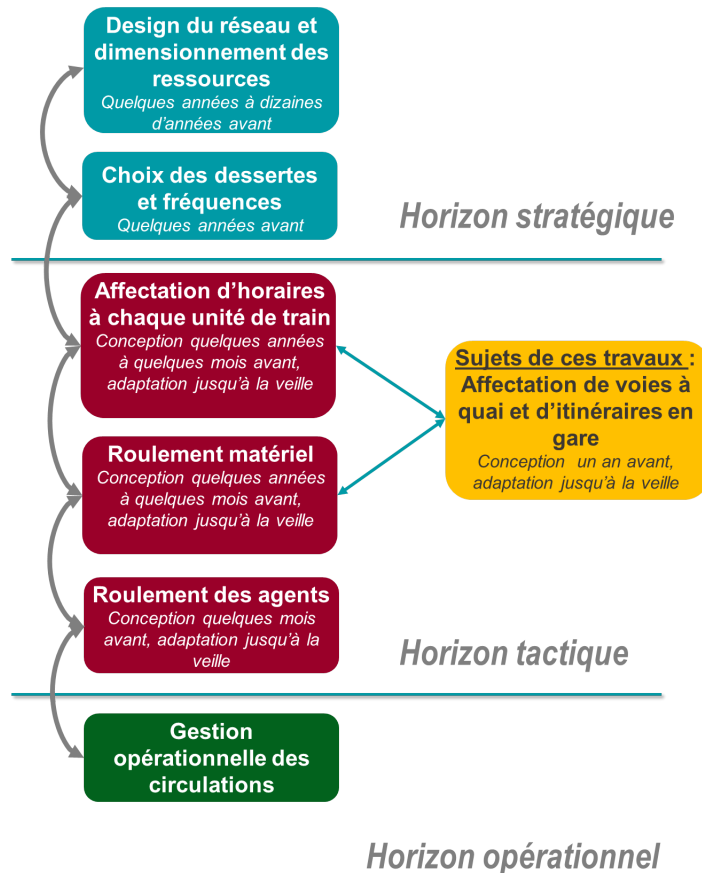 Design du réseau et
dimensionnement des
ressources
Quelques années à dizaines
d'années avant
Choix des dessertes
et fréquences
Quelques années avant
Horizon stratégique
Affectation d'horaires
à chaque unité de train
Conception quelques années
à quelques mois avant,
adaptation jusqu'à la veille
Sujets de ces travaux :
Affectation de voies à
quai et d'itinéraires en
gare
Conception un an avant,
adaptation jusqu'à la veille
Roulement matériel
Conception quelques années
à quelques mois avant,
adaptation jusqu'à la veille
Roulement des agents
Conception quelques mois
avant, adaptation jusqu'à la
veille
Horizon tactique
Gestion
opérationnelle des
circulations
Horizon opérationnel